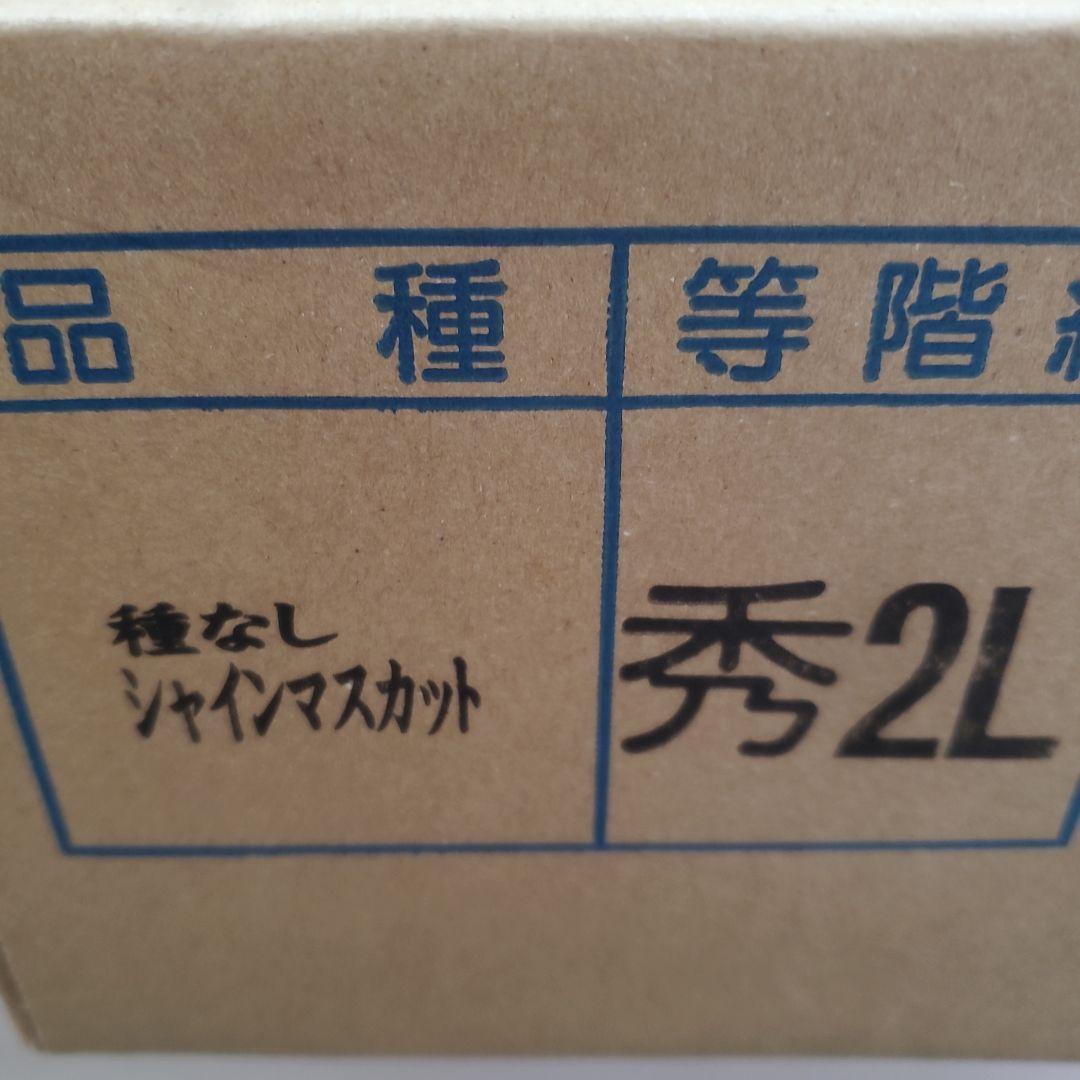 品種 等階級
種なし
シャインマスカット
秀2L